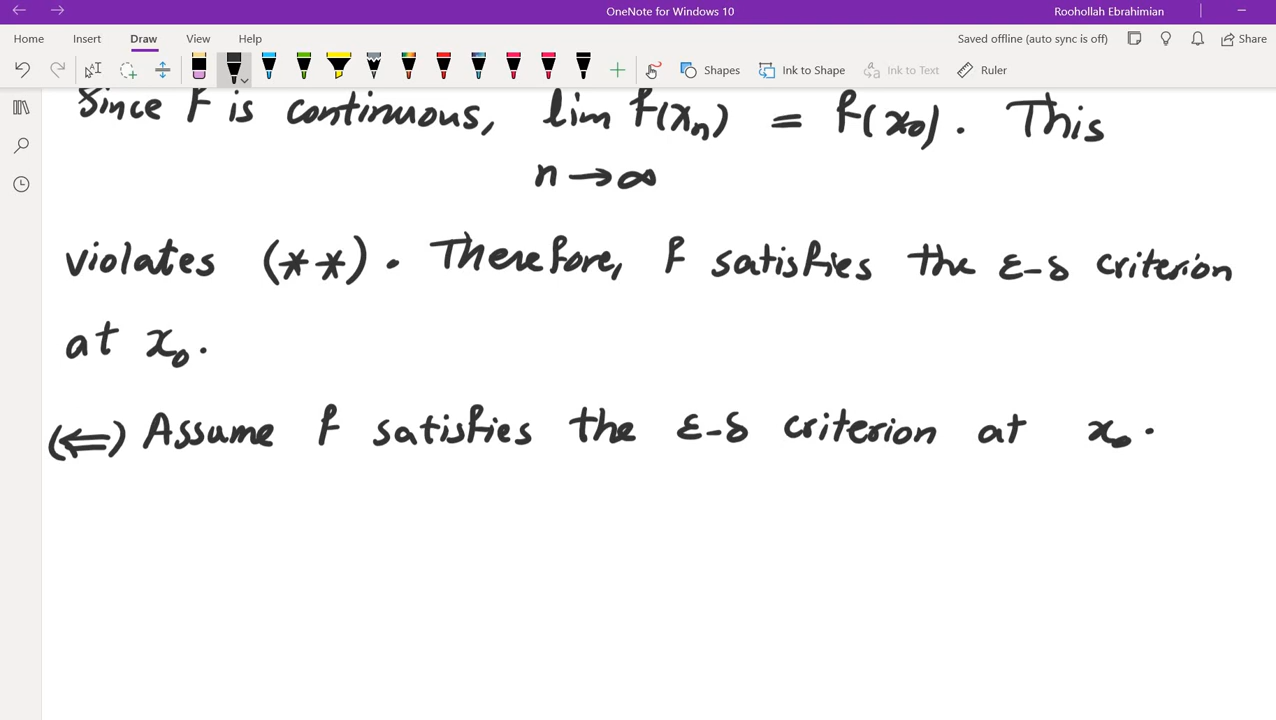 OneNote for Windows 10
Roohollah Ebrahimian
Home Insert Draw View Help
Saved offline (auto sync is off)
Share
Shapes
Ink to Shape
Ink to Text
Ruler
Since f is continuous, lim f(xₙ) = f(x₀). This
n→∞
violates (**). Therefore, f satisfies the ε-δ criterion
at x₀.
(⇐) Assume f satisfies the ε-δ criterion at x₀.